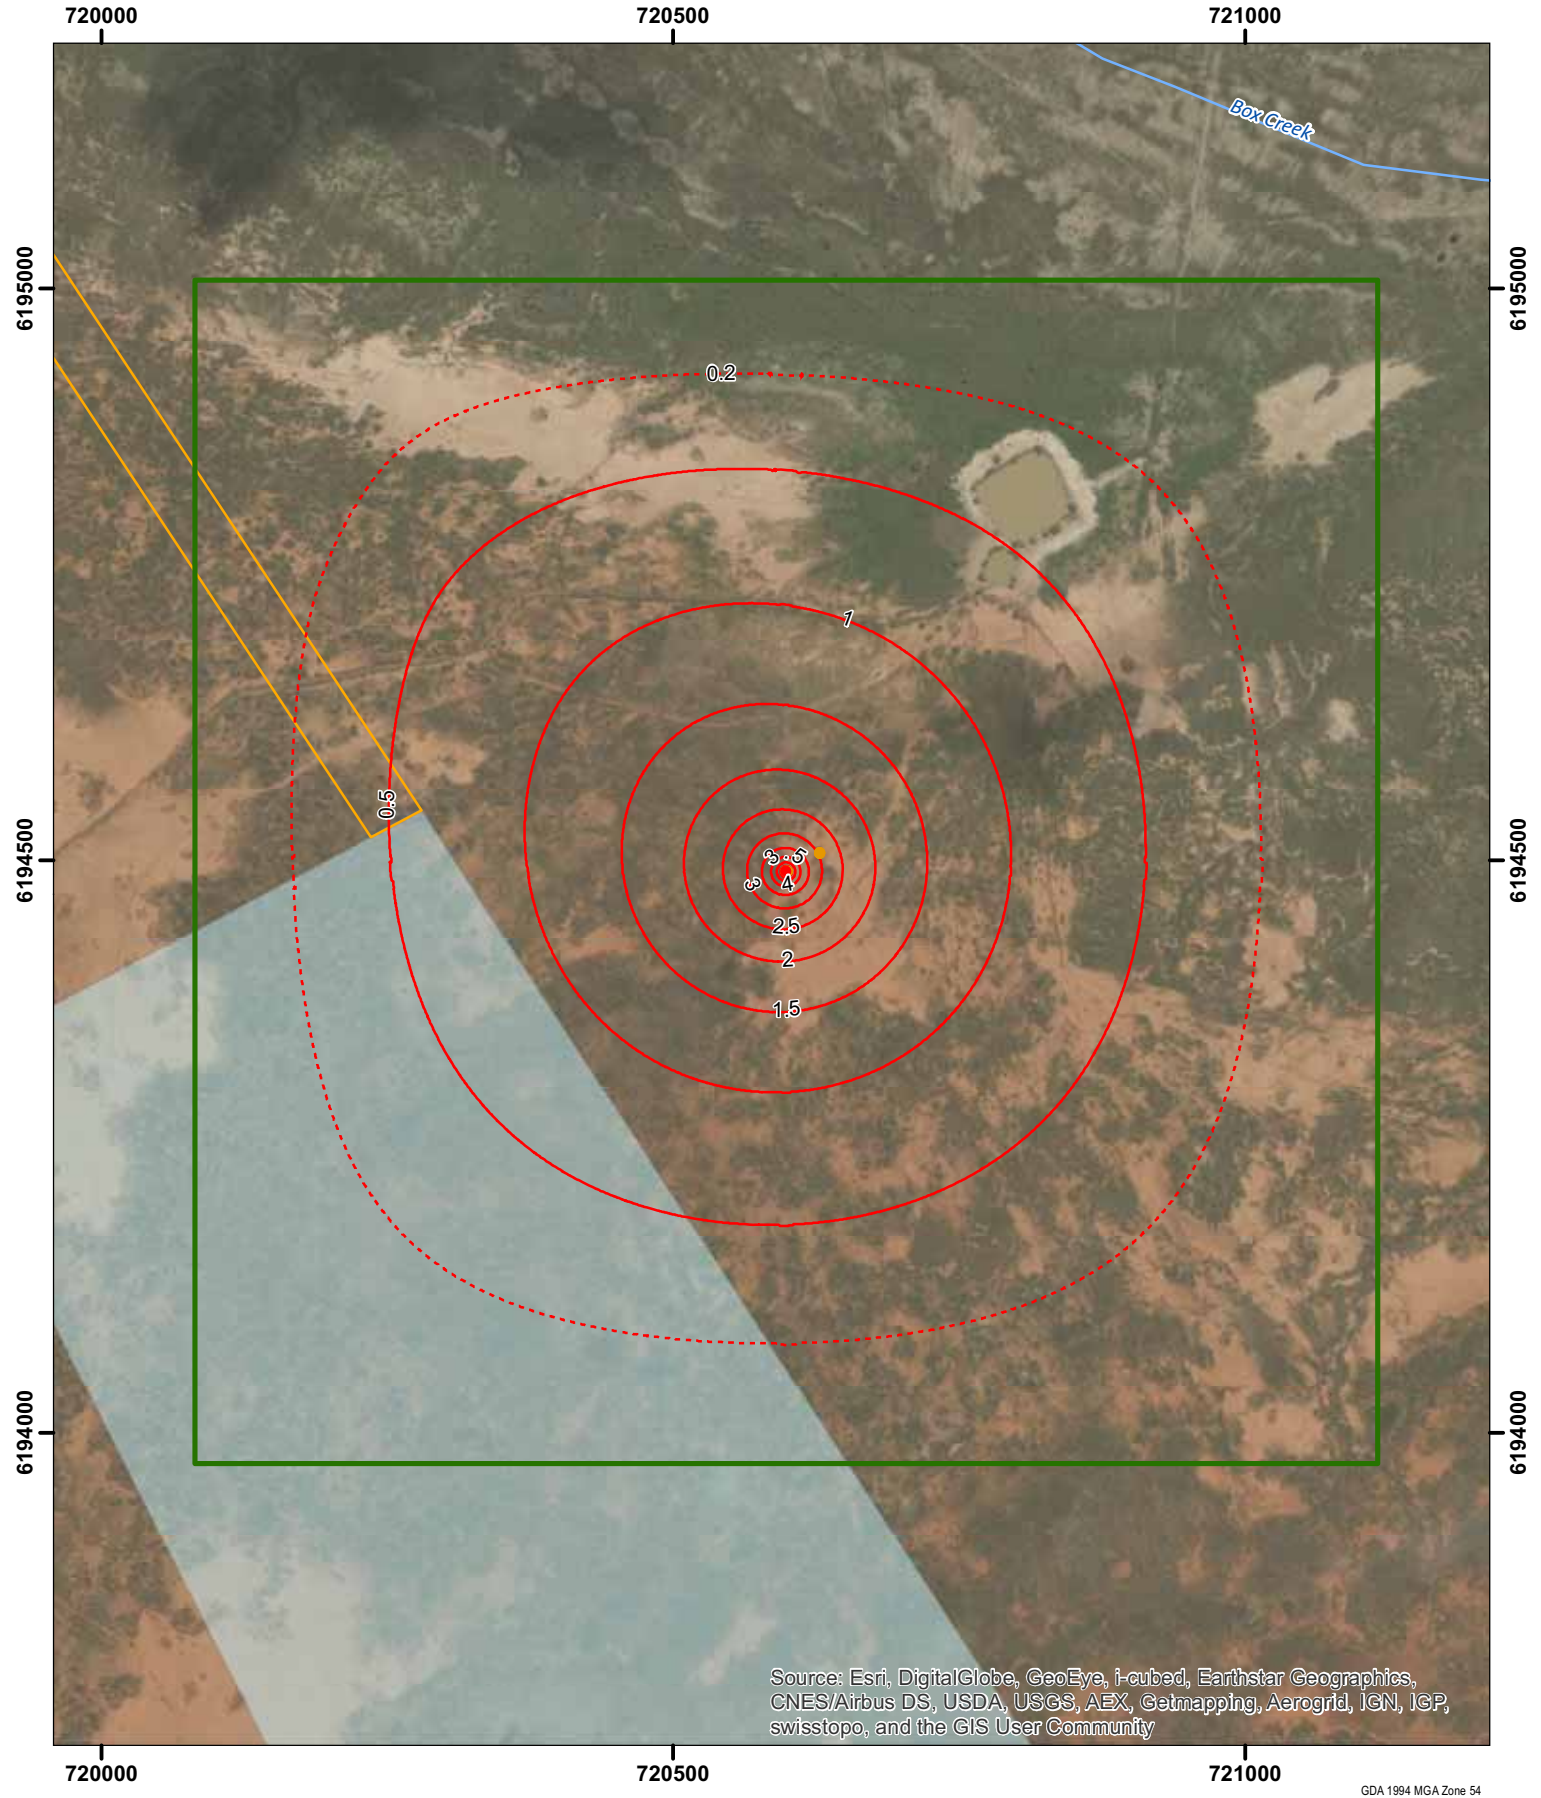 720000 720500 721000
Box Creek
6195000 6195000
0.2
1
0.5
6194500 6194500
3.5
3 4
2.5
2
1.5
6194000 6194000
Source: Esri, DigitalGlobe, GeoEye, i-cubed, Earthstar Geographics,
CNES/Airbus DS, USDA, USGS, AEX, Getmapping, Aerogrid, IGN, IGP,
swisstopo, and the GIS User Community
720000 720500 721000
GDA 1994 MGA Zone 54